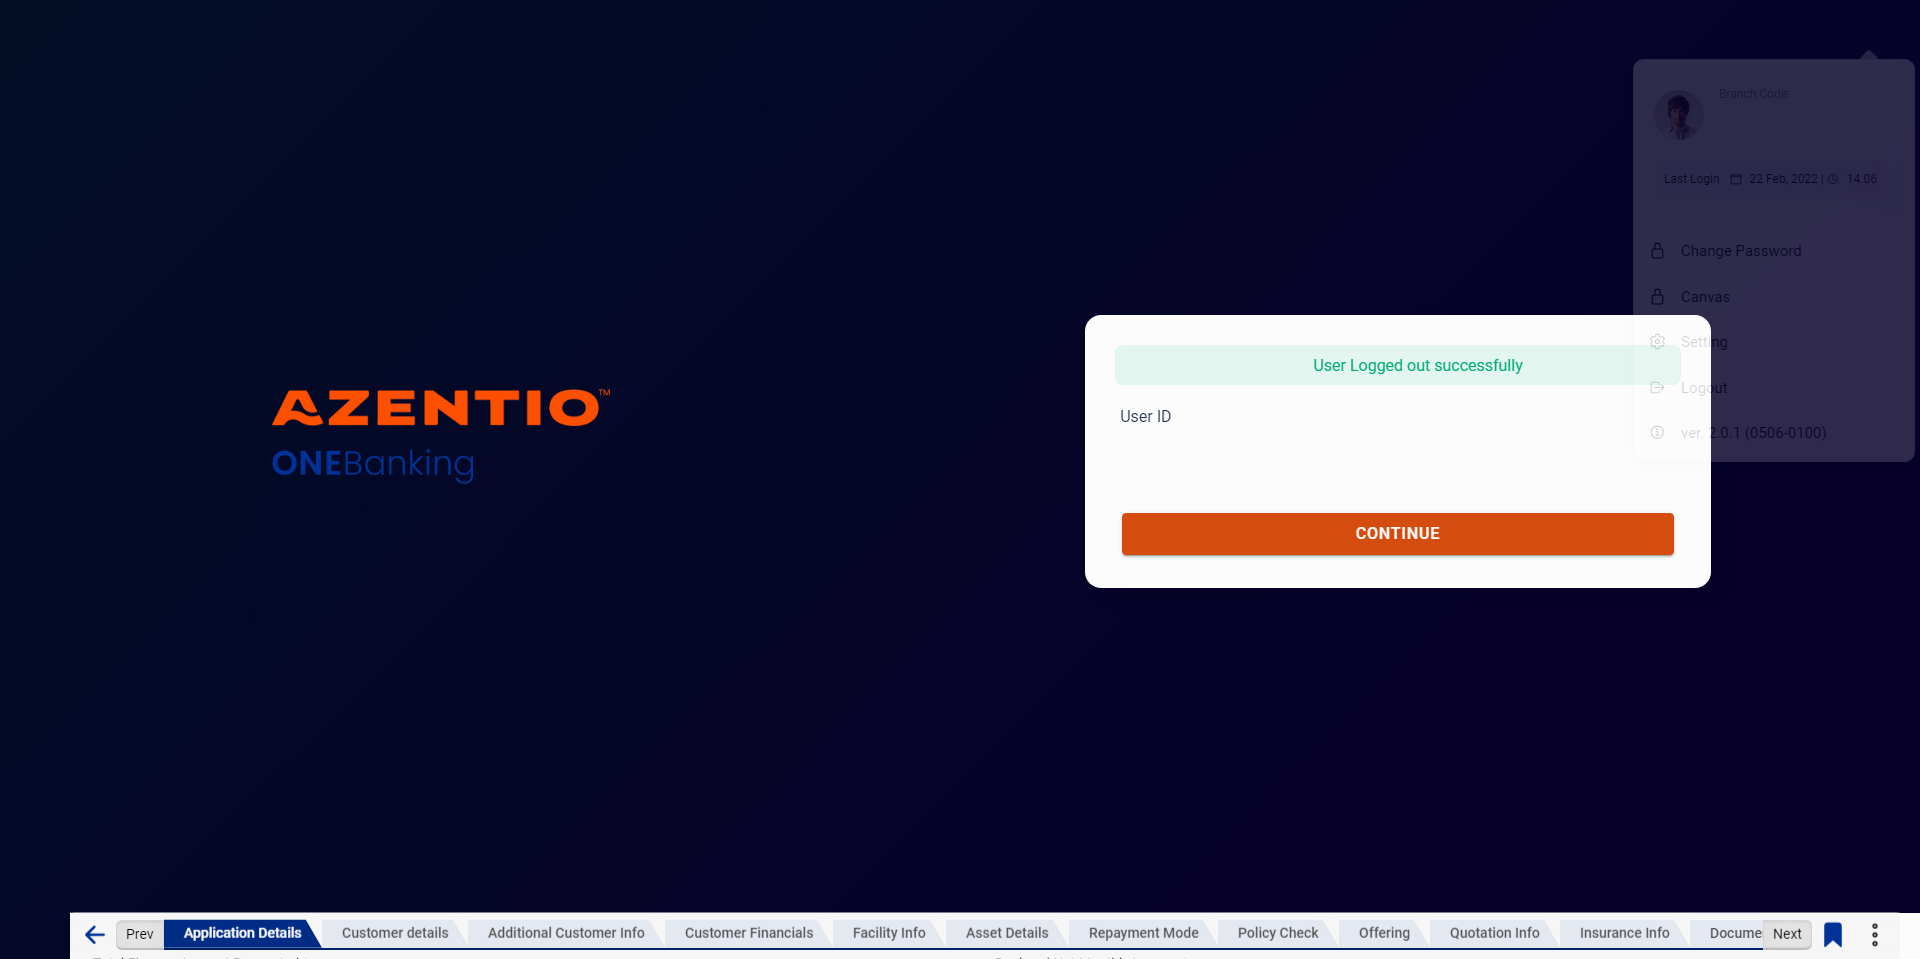 Branch Code:
Last Login 22 Feb, 2022 | 14.06
Change Password
Canvas
Setting
Logout
ver. 2.0.1 (0506-0100)
AZENTIO™
ONEBanking
User Logged out successfully
User ID
CONTINUE
Prev Application Details Customer details Additional Customer Info Customer Financials Facility Info Asset Details Repayment Mode Policy Check Offering Quotation Info Insurance Info Docume Next